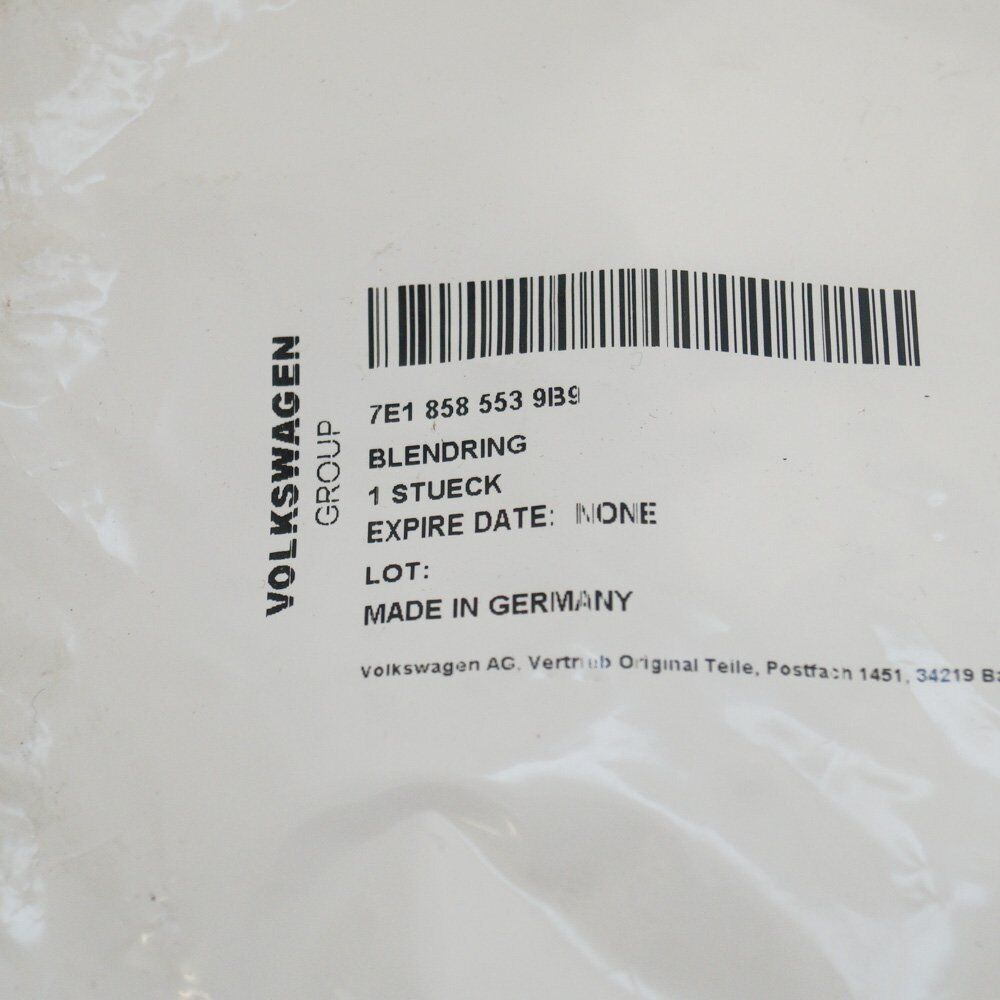 VOLKSWAGEN
GROUP
7E1 858 553 9B9
BLENDRING
1 STUECK
EXPIRE DATE: NONE
LOT:
MADE IN GERMANY
Volkswagen AG, Vertrieb Original Teile, Postfach 1451, 34219